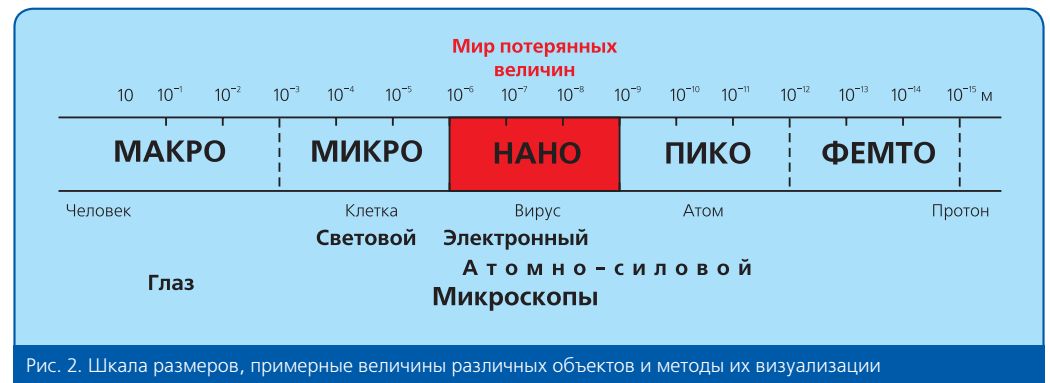 Мир потерянных
величин
10 10⁻¹ 10⁻² 10⁻³ 10⁻⁴ 10⁻⁵ 10⁻⁶ 10⁻⁷ 10⁻⁸ 10⁻⁹ 10⁻¹⁰ 10⁻¹¹ 10⁻¹² 10⁻¹³ 10⁻¹⁴ 10⁻¹⁵ м
МАКРО МИКРО НАНО ПИКО ФЕМТО
Человек Клетка Вирус Атом Протон
Световой Электронный
Атомно-силовой
Глаз
Микроскопы
Рис. 2. Шкала размеров, примерные величины различных объектов и методы их визуализации